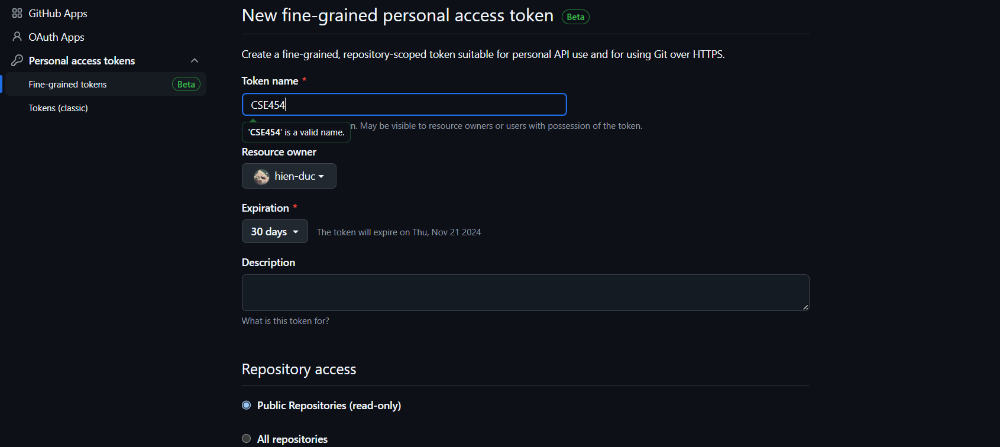 GitHub Apps
OAuth Apps
Personal access tokens
Fine-grained tokens Beta
Tokens (classic)
New fine-grained personal access token Beta
Create a fine-grained, repository-scoped token suitable for personal API use and for using Git over HTTPS.
Token name *
CSE454
n. May be visible to resource owners or users with possession of the token.
'CSE454' is a valid name.
Resource owner
hien-duc
Expiration *
30 days The token will expire on Thu, Nov 21 2024
Description
What is this token for?
Repository access
Public Repositories (read-only)
All repositories